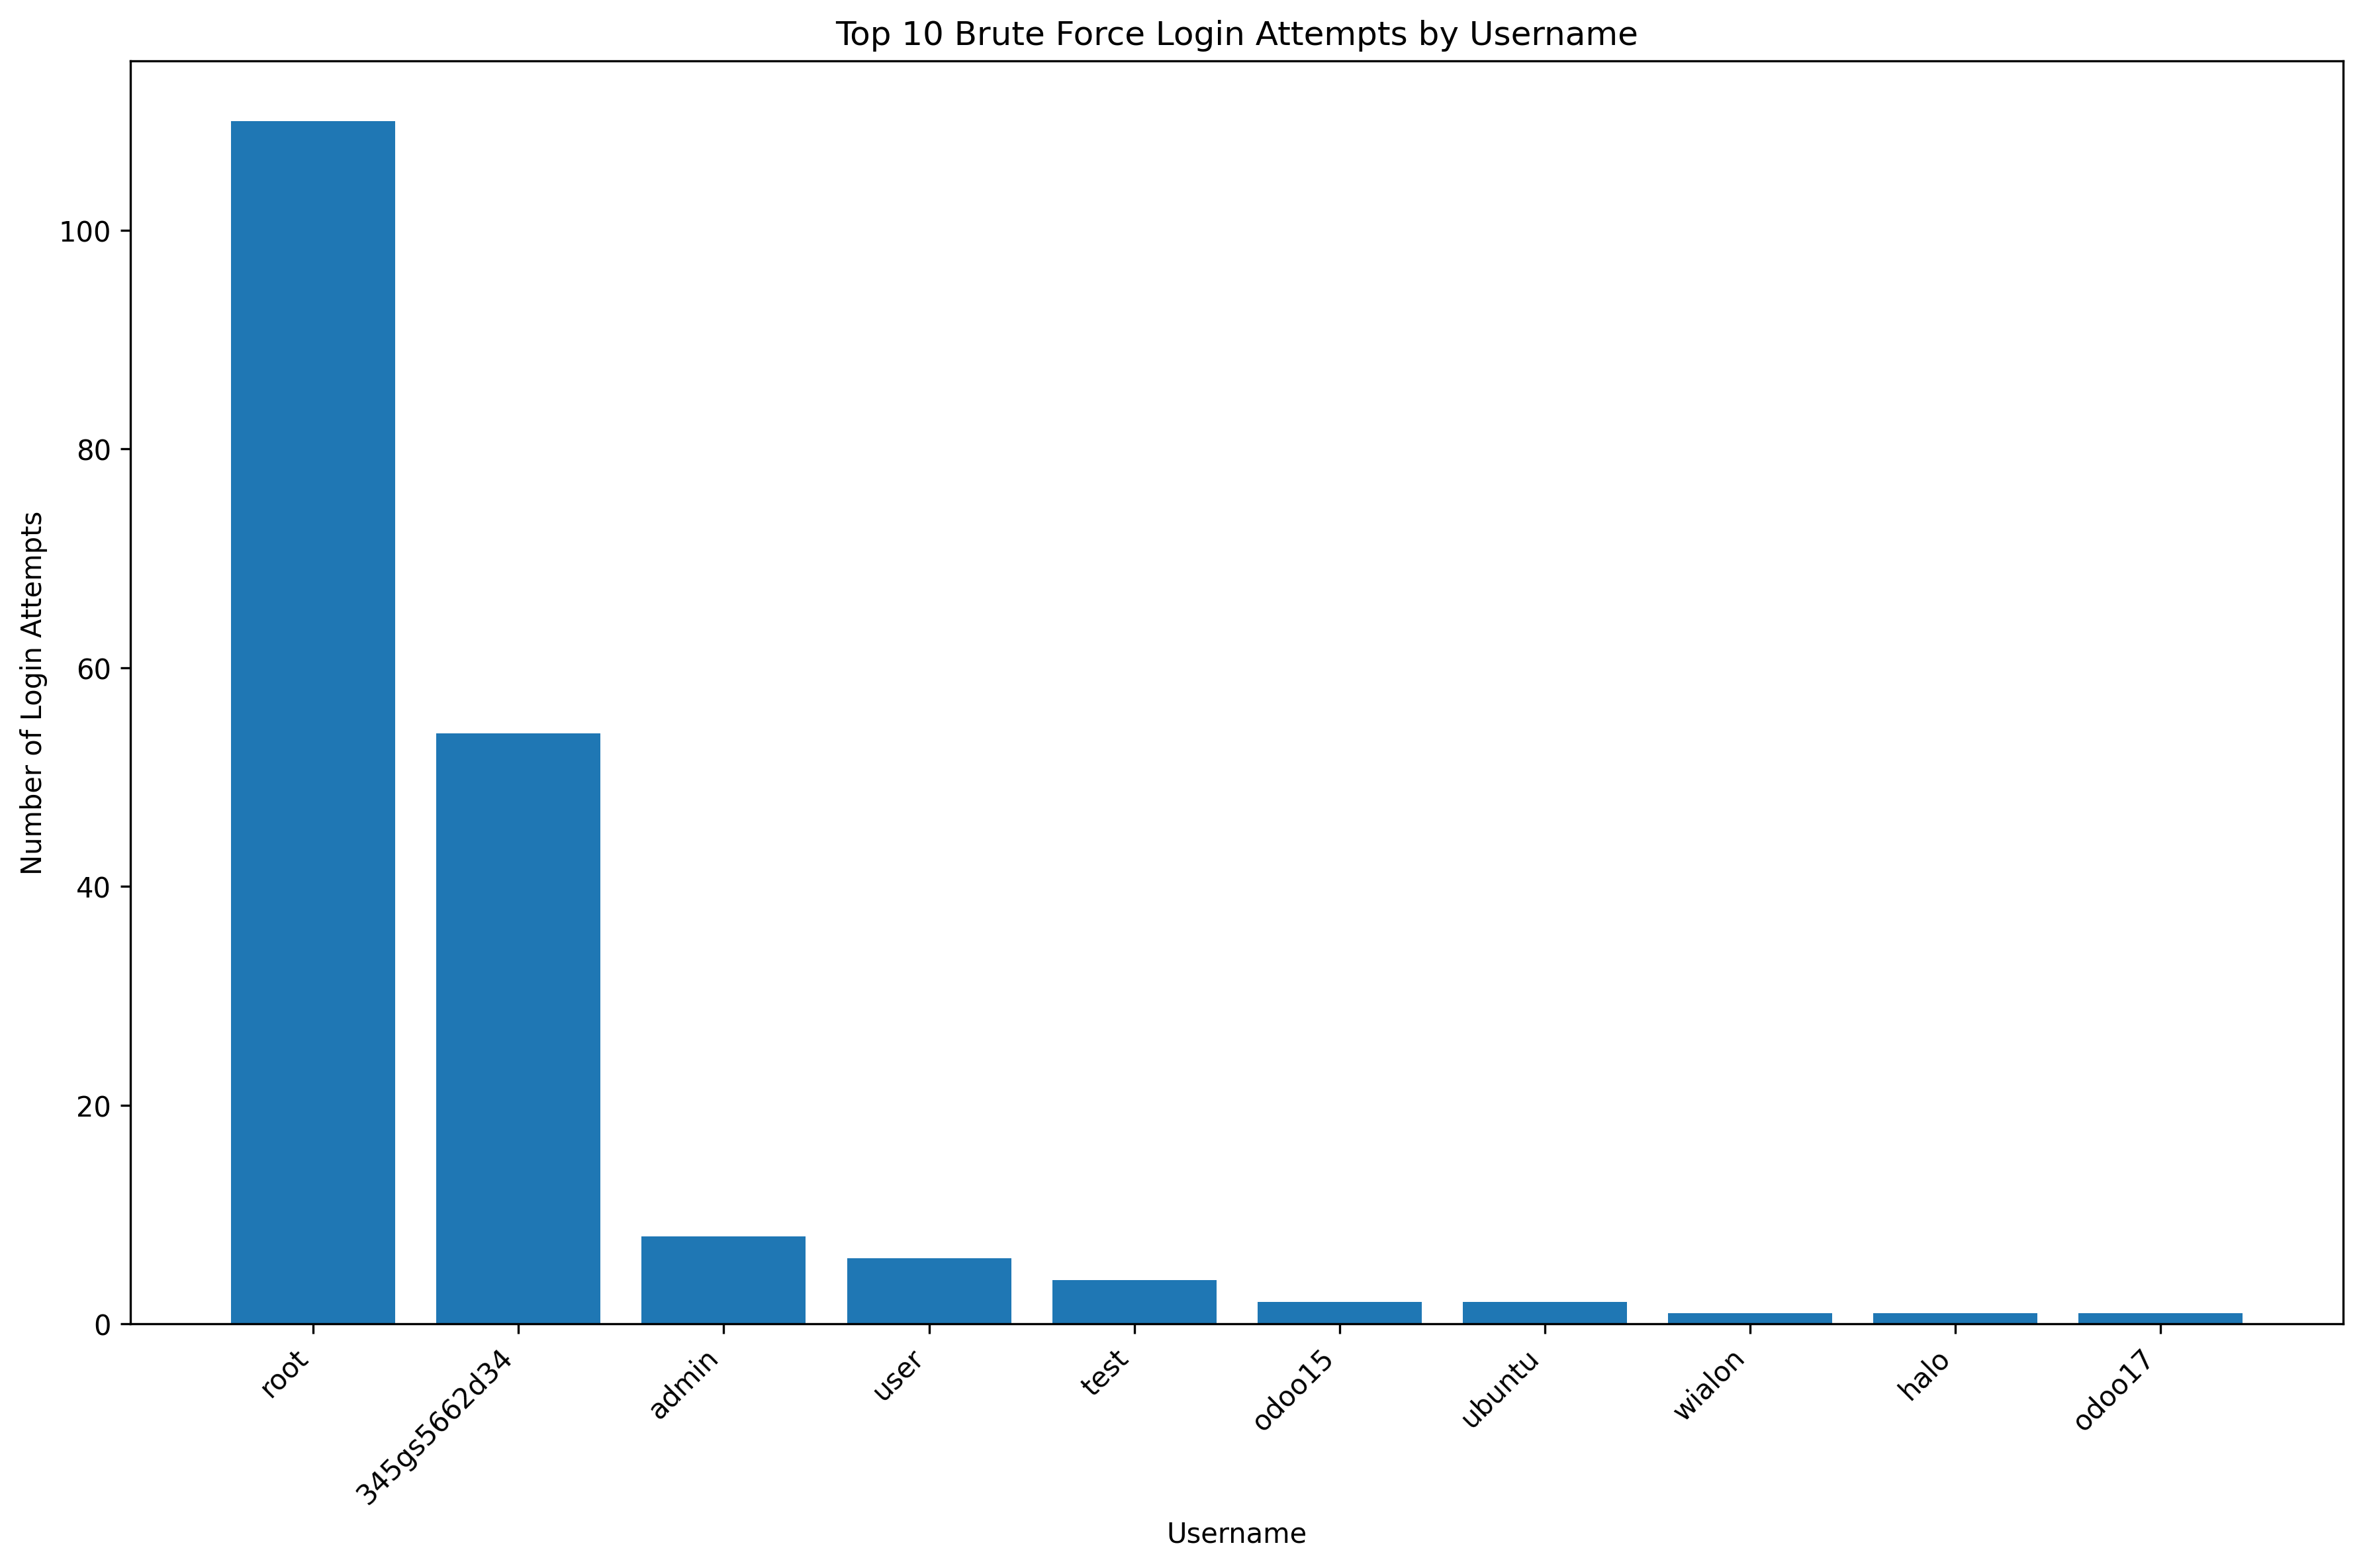 Top 10 Brute Force Login Attempts by Username
Number of Login Attempts
100
80
60
40
20
0
root
345gs5662d34
admin
user
test
odoo15
ubuntu
wialon
halo
odoo17
Username